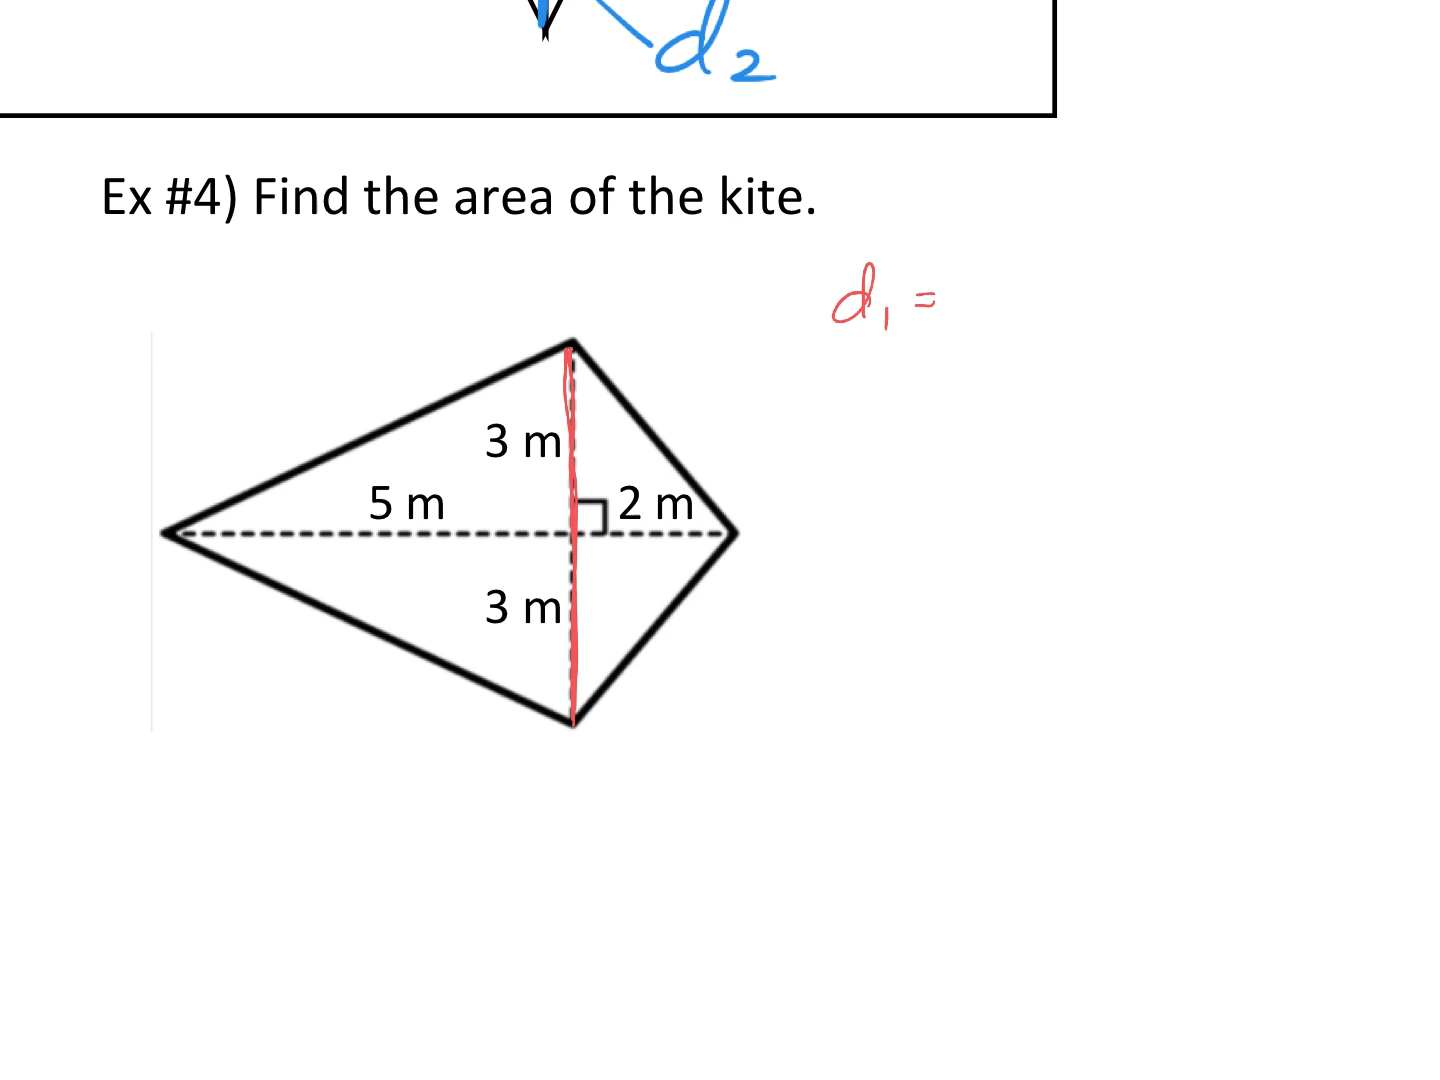 d₂
Ex #4) Find the area of the kite.
d₁ =
3 m
5 m
2 m
3 m